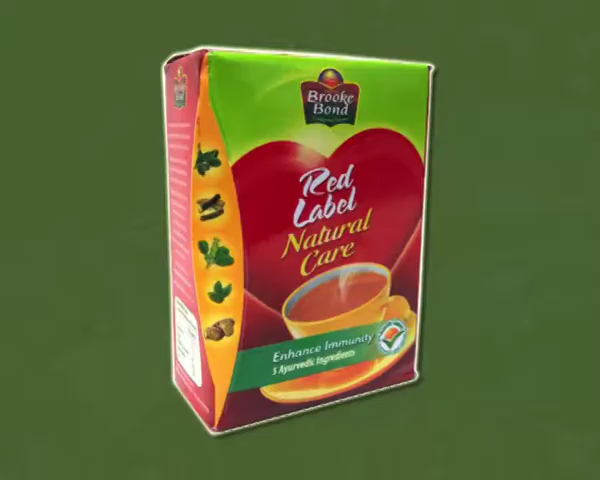 Brooke
Bond
Red
Label
Natural
Care
Enhance Immunity
5 Ayurvedic Ingredients